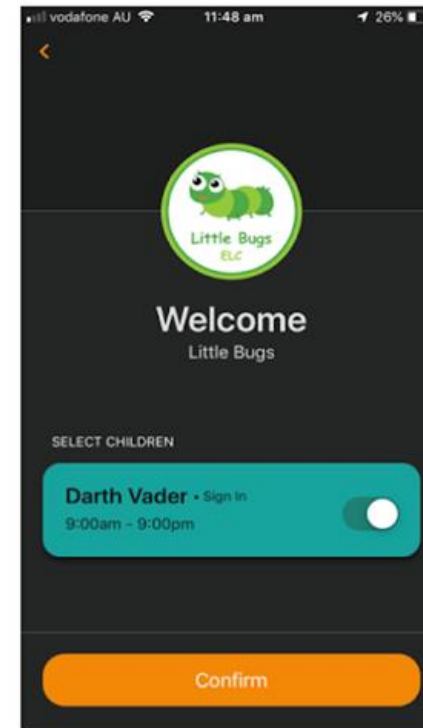 vodafone AU 11:48 am 26%
Little Bugs
ELC
Welcome
Little Bugs
SELECT CHILDREN
Darth Vader • Sign In
9:00am - 9:00pm
Confirm